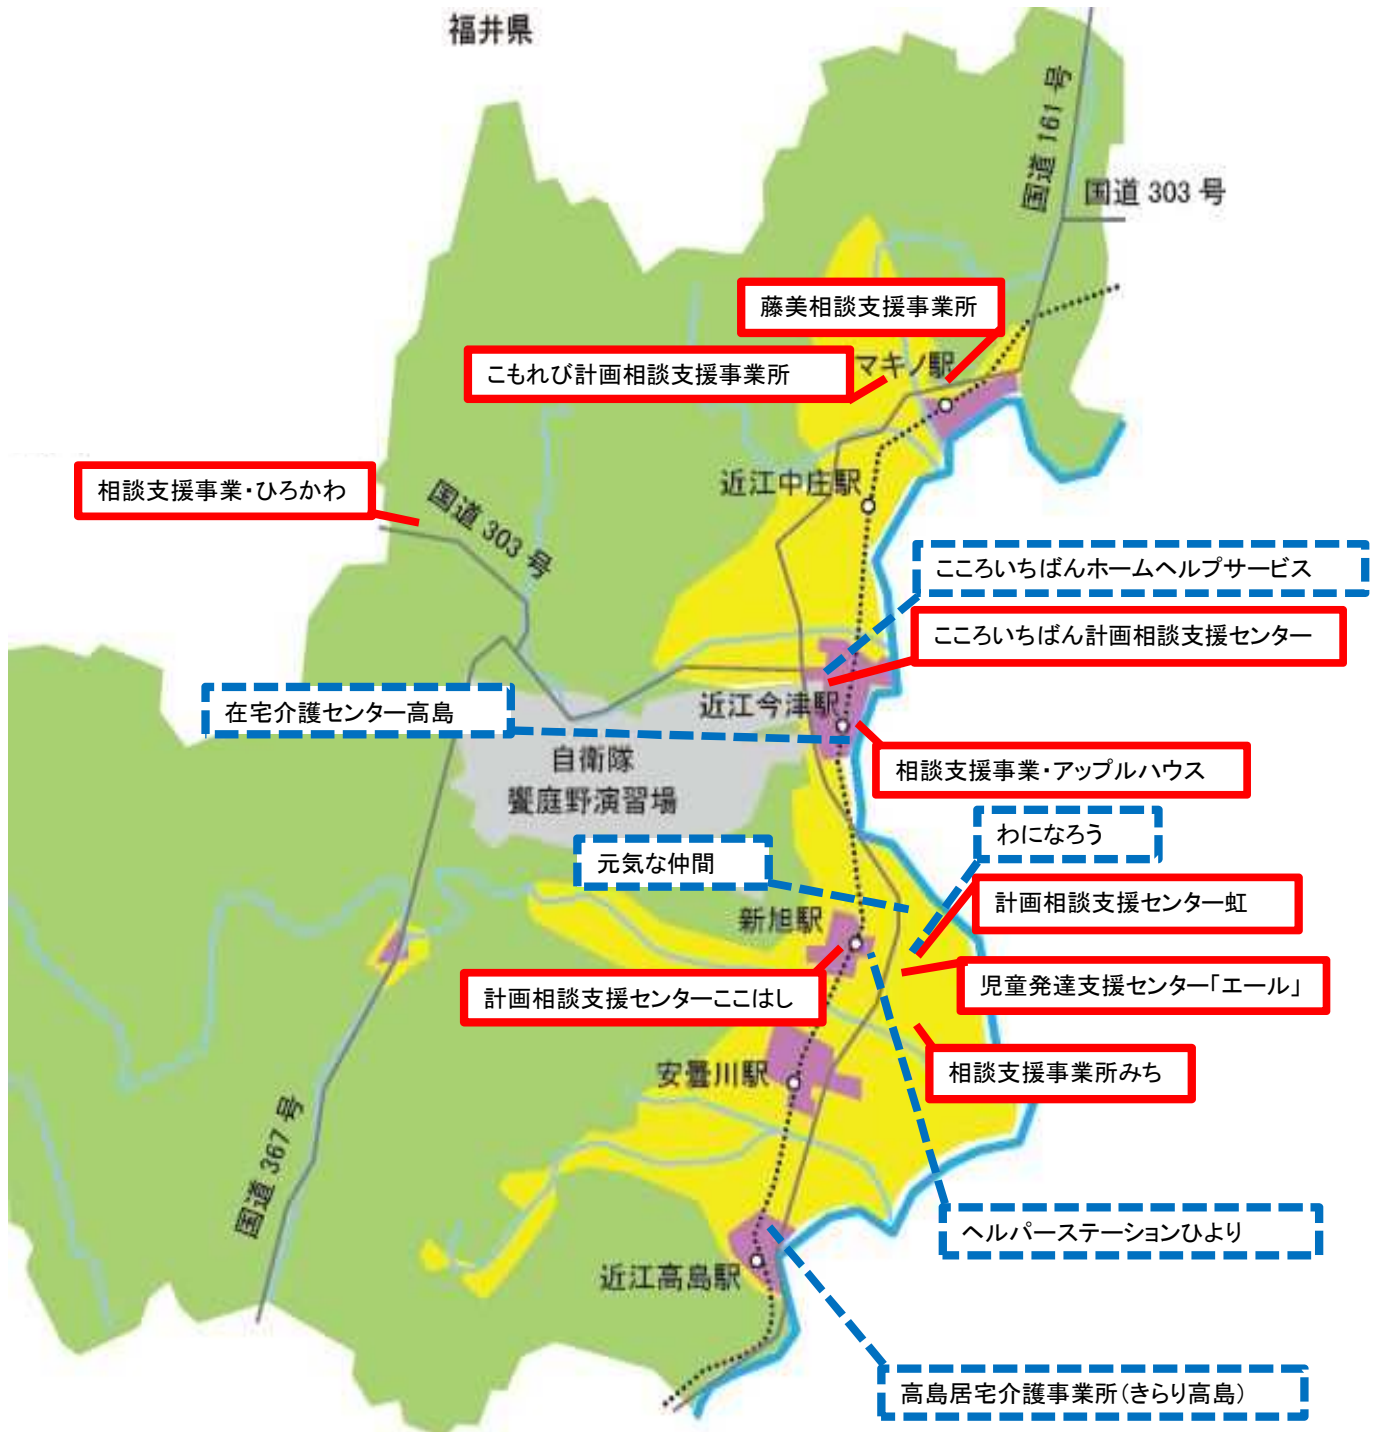 福井県
国道 161 号
国道 303 号
藤美相談支援事業所
マキノ駅
こもれび計画相談支援事業所
相談支援事業・ひろかわ
国道 303 号
近江中庄駅
こころいちばんホームヘルプサービス
こころいちばん計画相談支援センター
在宅介護センター高島
近江今津駅
自衛隊
饗庭野演習場
相談支援事業・アップルハウス
わになろう
元気な仲間
計画相談支援センター虹
新旭駅
児童発達支援センター「エール」
計画相談支援センターここはし
相談支援事業所みち
安曇川駅
国道 367 号
ヘルパーステーションひより
近江高島駅
高島居宅介護事業所(きらり高島)